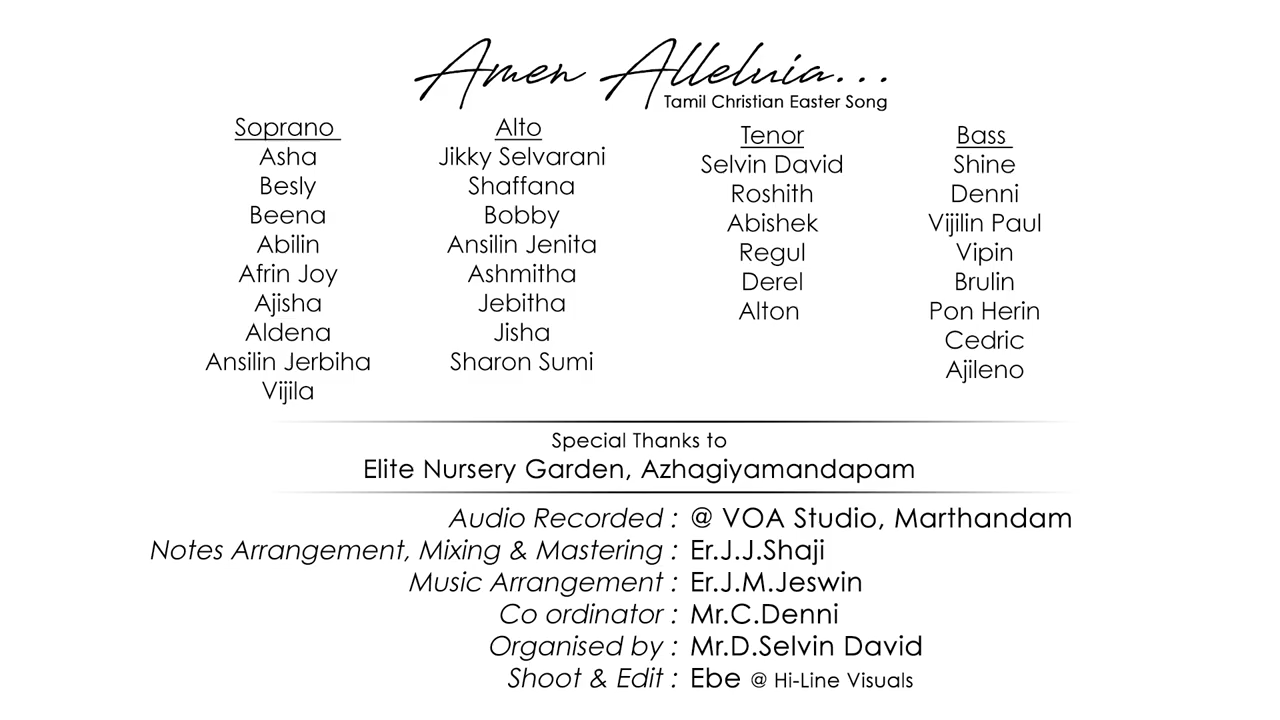 Amen Alleluia...
Tamil Christian Easter Song
Soprano
Asha
Besly
Beena
Abilin
Afrin Joy
Ajisha
Aldena
Ansilin Jerbiha
Vijila
Alto
Jikky Selvarani
Shaffana
Bobby
Ansilin Jenita
Ashmitha
Jebitha
Jisha
Sharon Sumi
Tenor
Selvin David
Roshith
Abishek
Regul
Derel
Alton
Bass
Shine
Denni
Vijilin Paul
Vipin
Brulin
Pon Herin
Cedric
Ajileno
Special Thanks to
Elite Nursery Garden, Azhagiyamandapam
Audio Recorded : @ VOA Studio, Marthandam
Notes Arrangement, Mixing & Mastering : Er.J.J.Shaji
Music Arrangement : Er.J.M.Jeswin
Co ordinator : Mr.C.Denni
Organised by : Mr.D.Selvin David
Shoot & Edit : Ebe @ Hi-Line Visuals